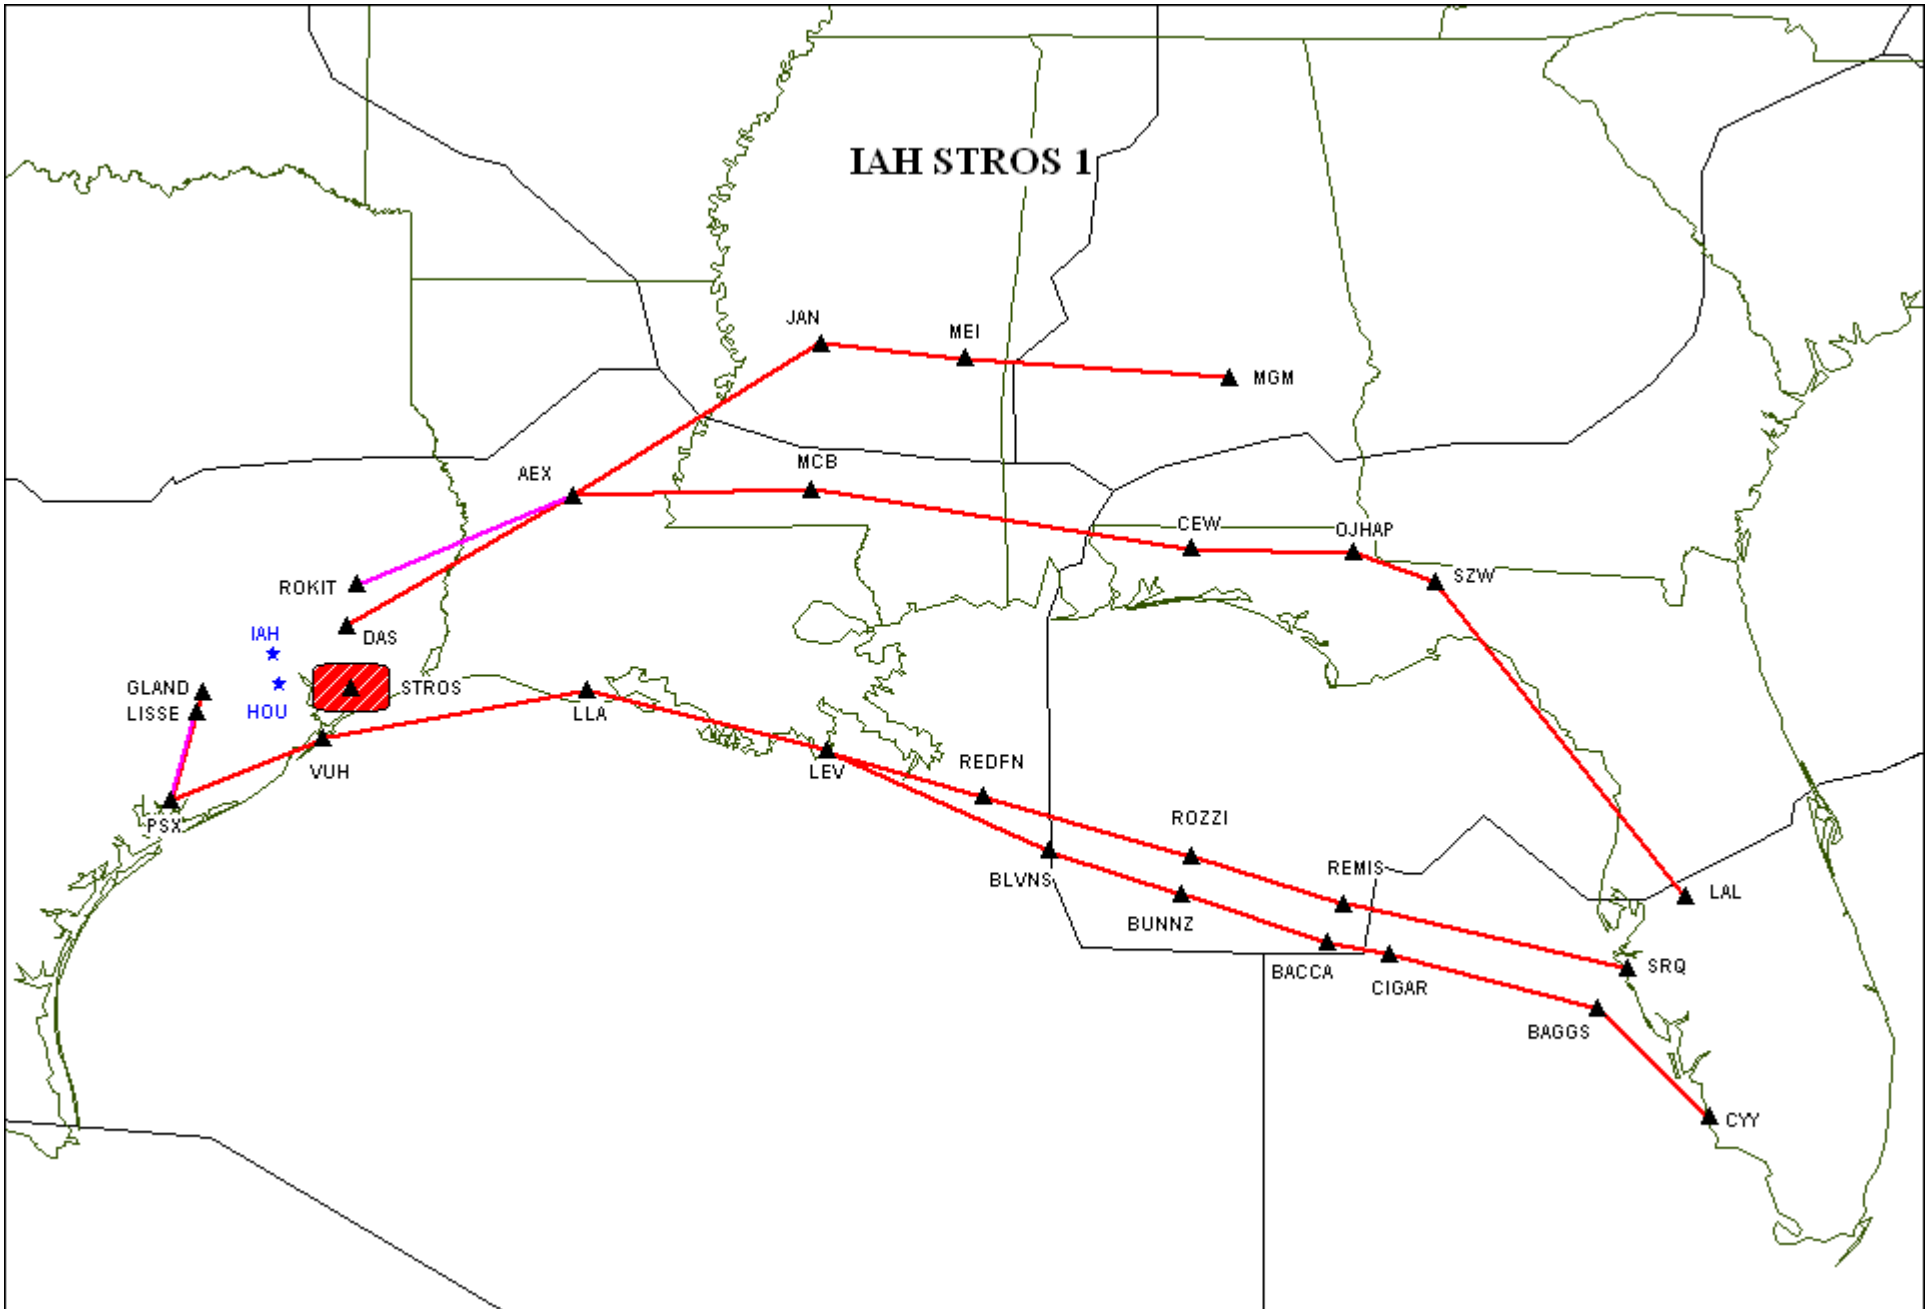 IAH STROS 1
JAN
MEI
MGM
MCB
AEX
CEW
OJHAP
SZW
ROKIT
DAS
IAH
GLAND
STROS
LISSE
HOU
LLA
VUH
LEV
REDFN
PSX
ROZZI
REMIS
BLVNS
LAL
BUNNZ
SRQ
BACCA
CIGAR
BAGGS
CYY